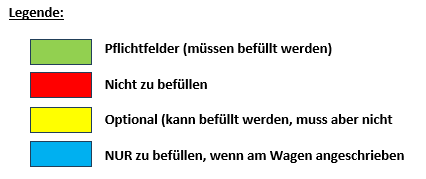 Legende:
Pflichtfelder (müssen befüllt werden)
Nicht zu befüllen
Optional (kann befüllt werden, muss aber nicht
NUR zu befüllen, wenn am Wagen angeschrieben